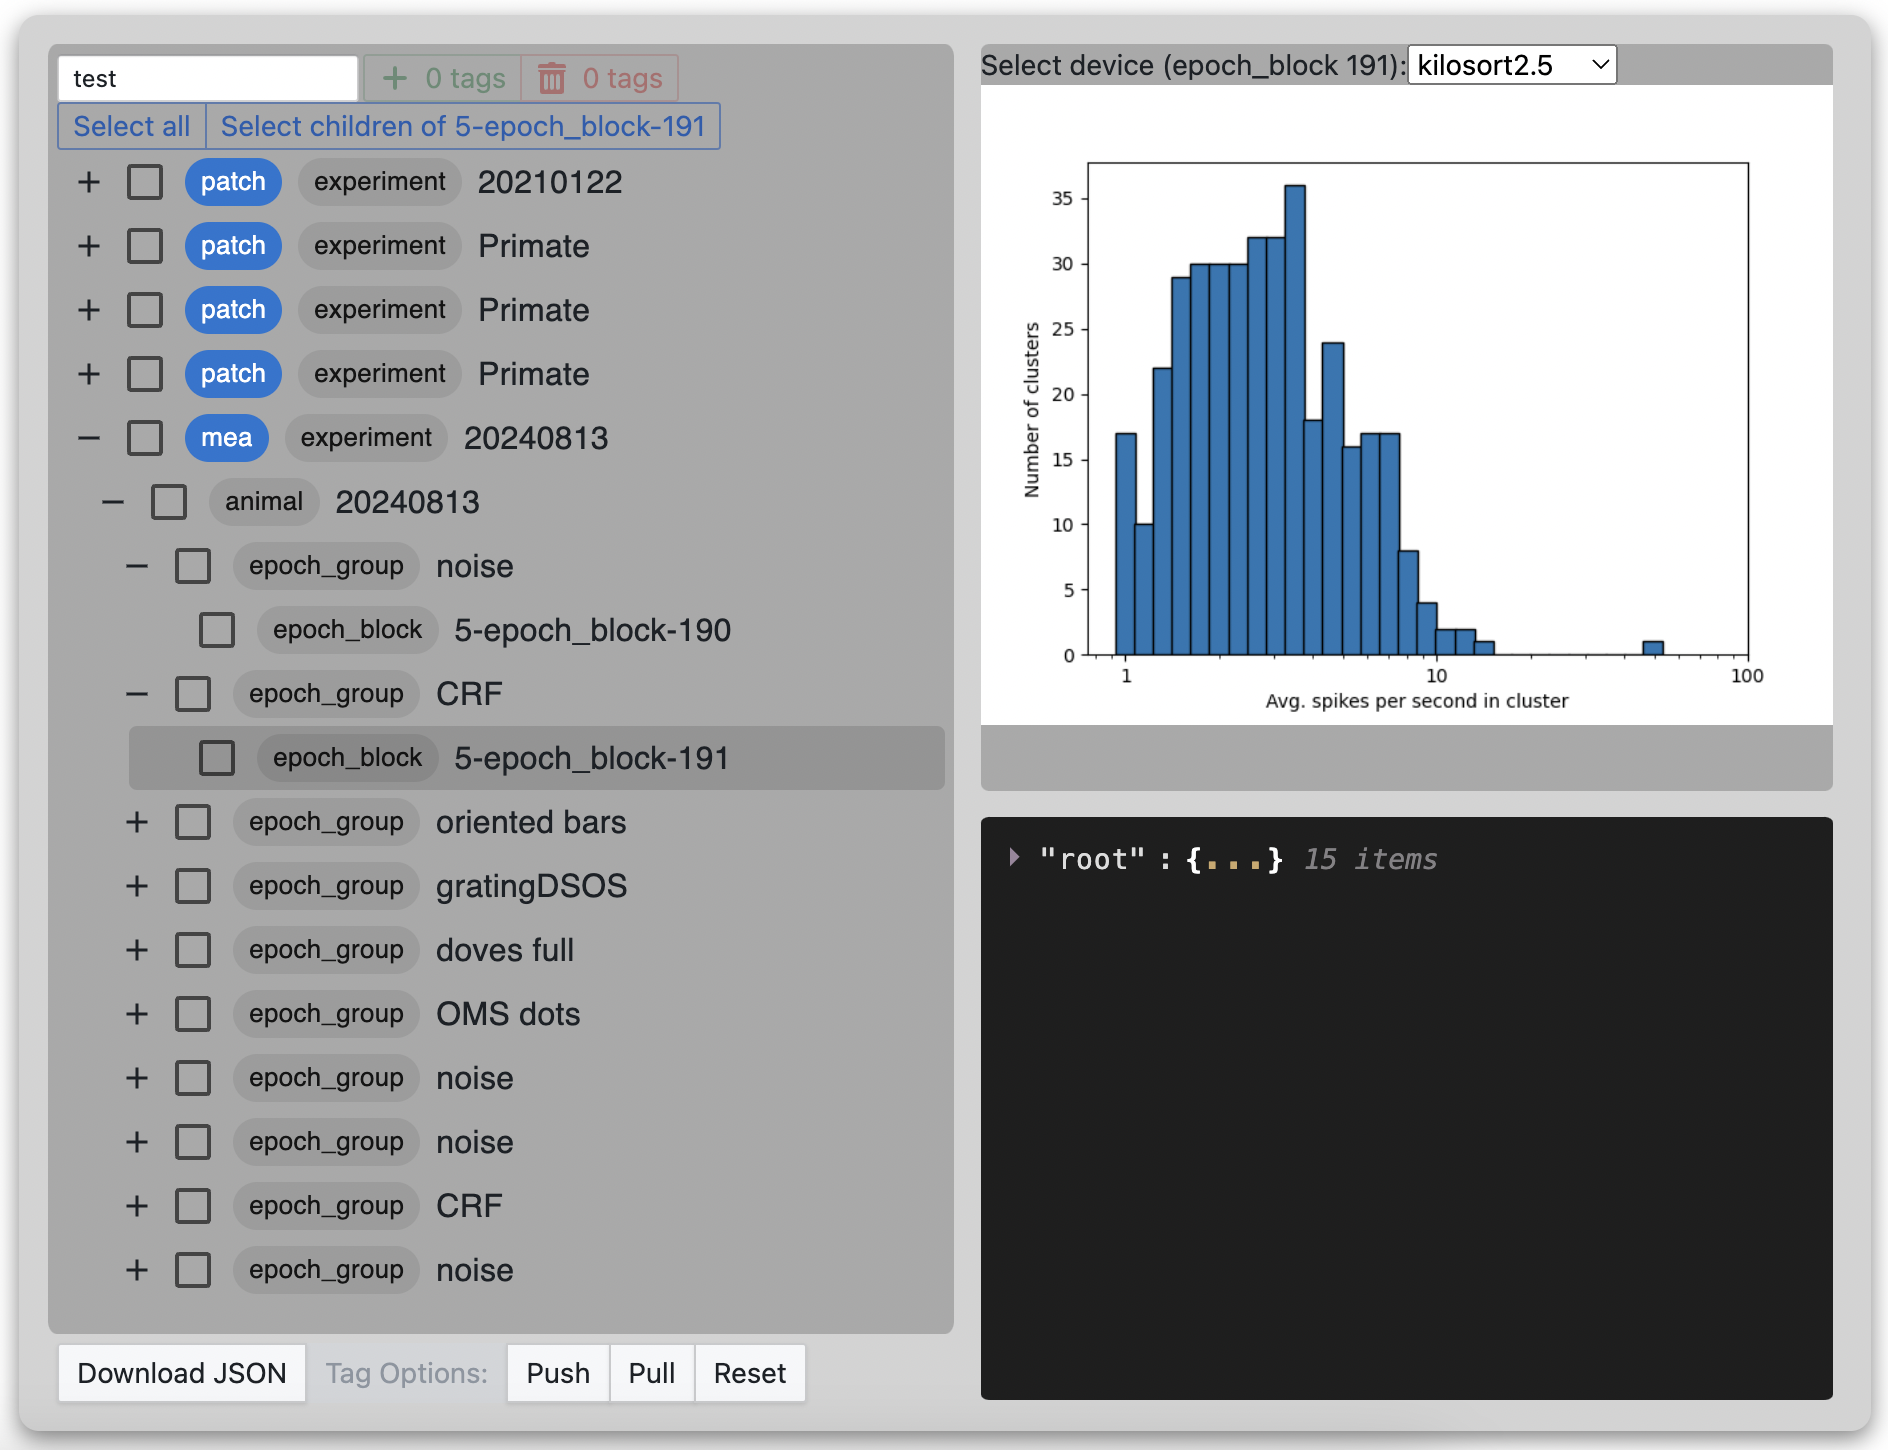 test
+ 0 tags 0 tags
Select all Select children of 5-epoch_block-191
+ patch experiment 20210122
+ patch experiment Primate
+ patch experiment Primate
+ patch experiment Primate
− mea experiment 20240813
− animal 20240813
− epoch_group noise
epoch_block 5-epoch_block-190
− epoch_group CRF
epoch_block 5-epoch_block-191
+ epoch_group oriented bars
+ epoch_group gratingDSOS
+ epoch_group doves full
+ epoch_group OMS dots
+ epoch_group noise
+ epoch_group noise
+ epoch_group CRF
+ epoch_group noise
Download JSON Tag Options: Push Pull Reset
Select device (epoch_block 191): kilosort2.5
Number of clusters
35
30
25
20
15
10
5
0
1 10 100
Avg. spikes per second in cluster
"root" : {...} 15 items